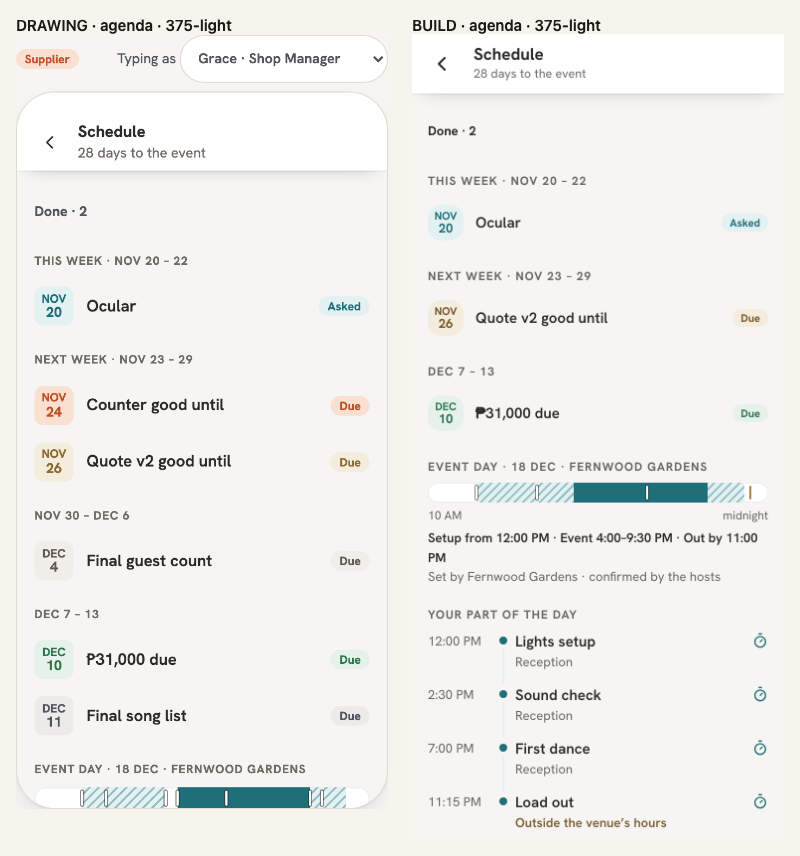 DRAWING · agenda · 375-light
Supplier
Typing as
Grace · Shop Manager
Schedule
28 days to the event
Done · 2
THIS WEEK · NOV 20 – 22
NOV
20
Ocular
Asked
NEXT WEEK · NOV 23 – 29
NOV
24
Counter good until
Due
NOV
26
Quote v2 good until
Due
NOV 30 – DEC 6
DEC
4
Final guest count
Due
DEC 7 – 13
DEC
10
₱31,000 due
Due
DEC
11
Final song list
Due
EVENT DAY · 18 DEC · FERNWOOD GARDENS
BUILD · agenda · 375-light
Schedule
28 days to the event
Done · 2
THIS WEEK · NOV 20 – 22
NOV
20
Ocular
Asked
NEXT WEEK · NOV 23 – 29
NOV
26
Quote v2 good until
Due
DEC 7 – 13
DEC
10
₱31,000 due
Due
EVENT DAY · 18 DEC · FERNWOOD GARDENS
10 AM
midnight
Setup from 12:00 PM · Event 4:00–9:30 PM · Out by 11:00
PM
Set by Fernwood Gardens · confirmed by the hosts
YOUR PART OF THE DAY
12:00 PM
Lights setup
Reception
2:30 PM
Sound check
Reception
7:00 PM
First dance
Reception
11:15 PM
Load out
Outside the venue’s hours